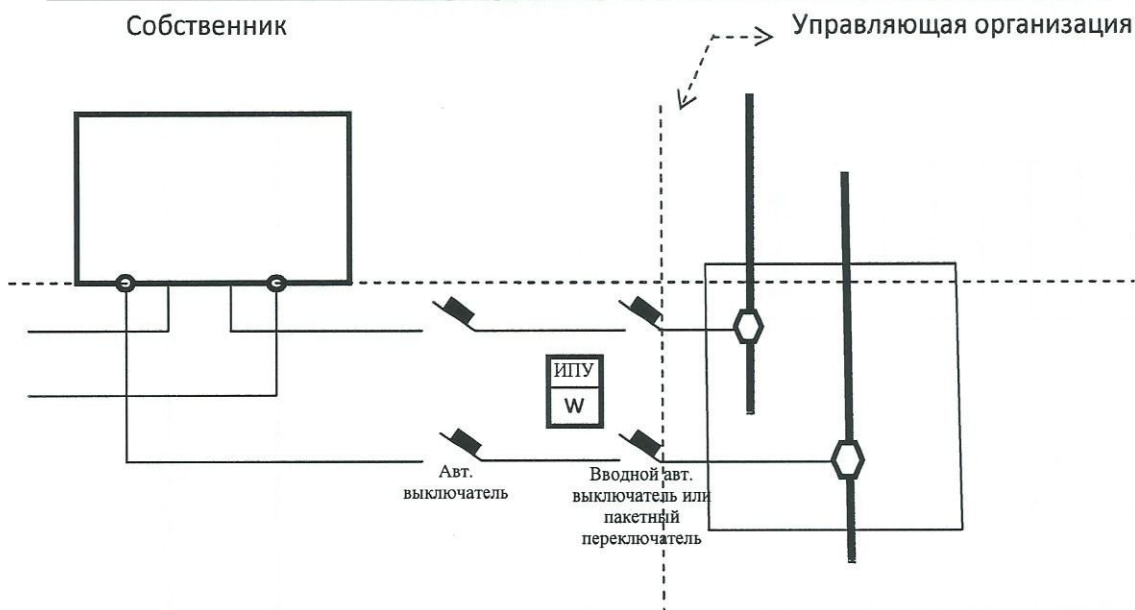 Собственник
Управляющая организация
ИПУ
W
Авт.
выключатель
Вводной авт.
выключатель или
пакетный
переключатель